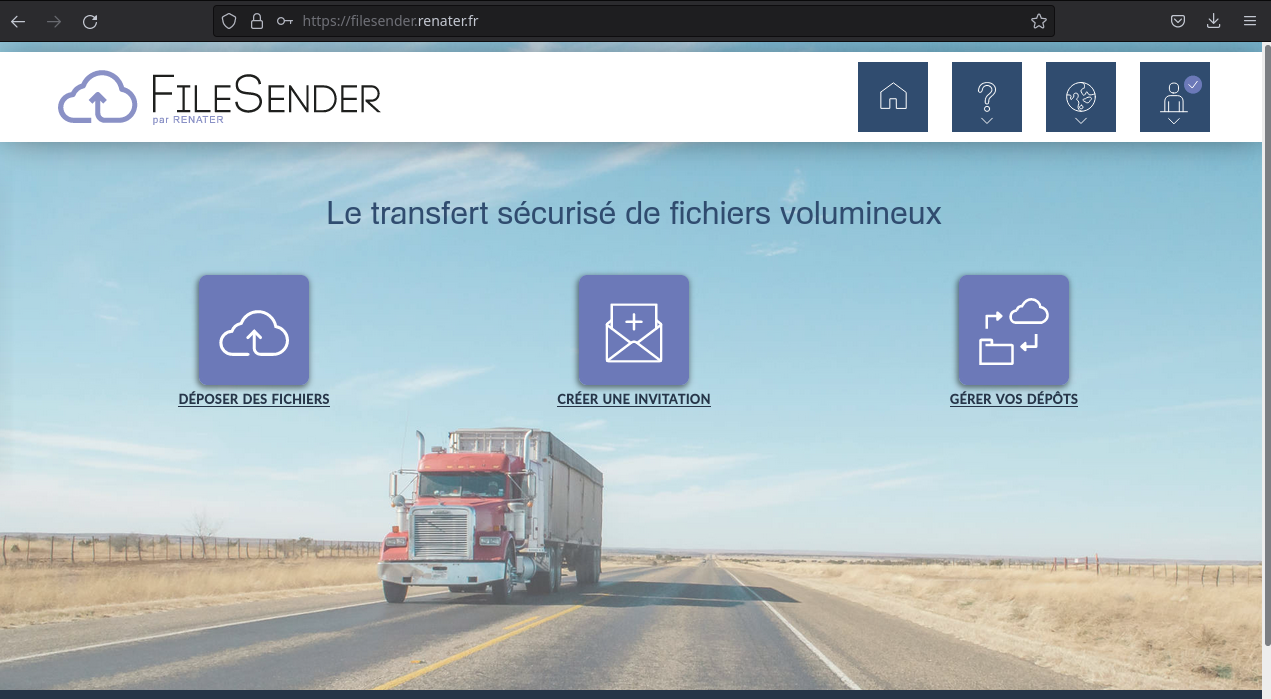 https://filesender.renater.fr
FILESENDER
par RENATER
Le transfert sécurisé de fichiers volumineux
DÉPOSER DES FICHIERS
CRÉER UNE INVITATION
GÉRER VOS DÉPÔTS